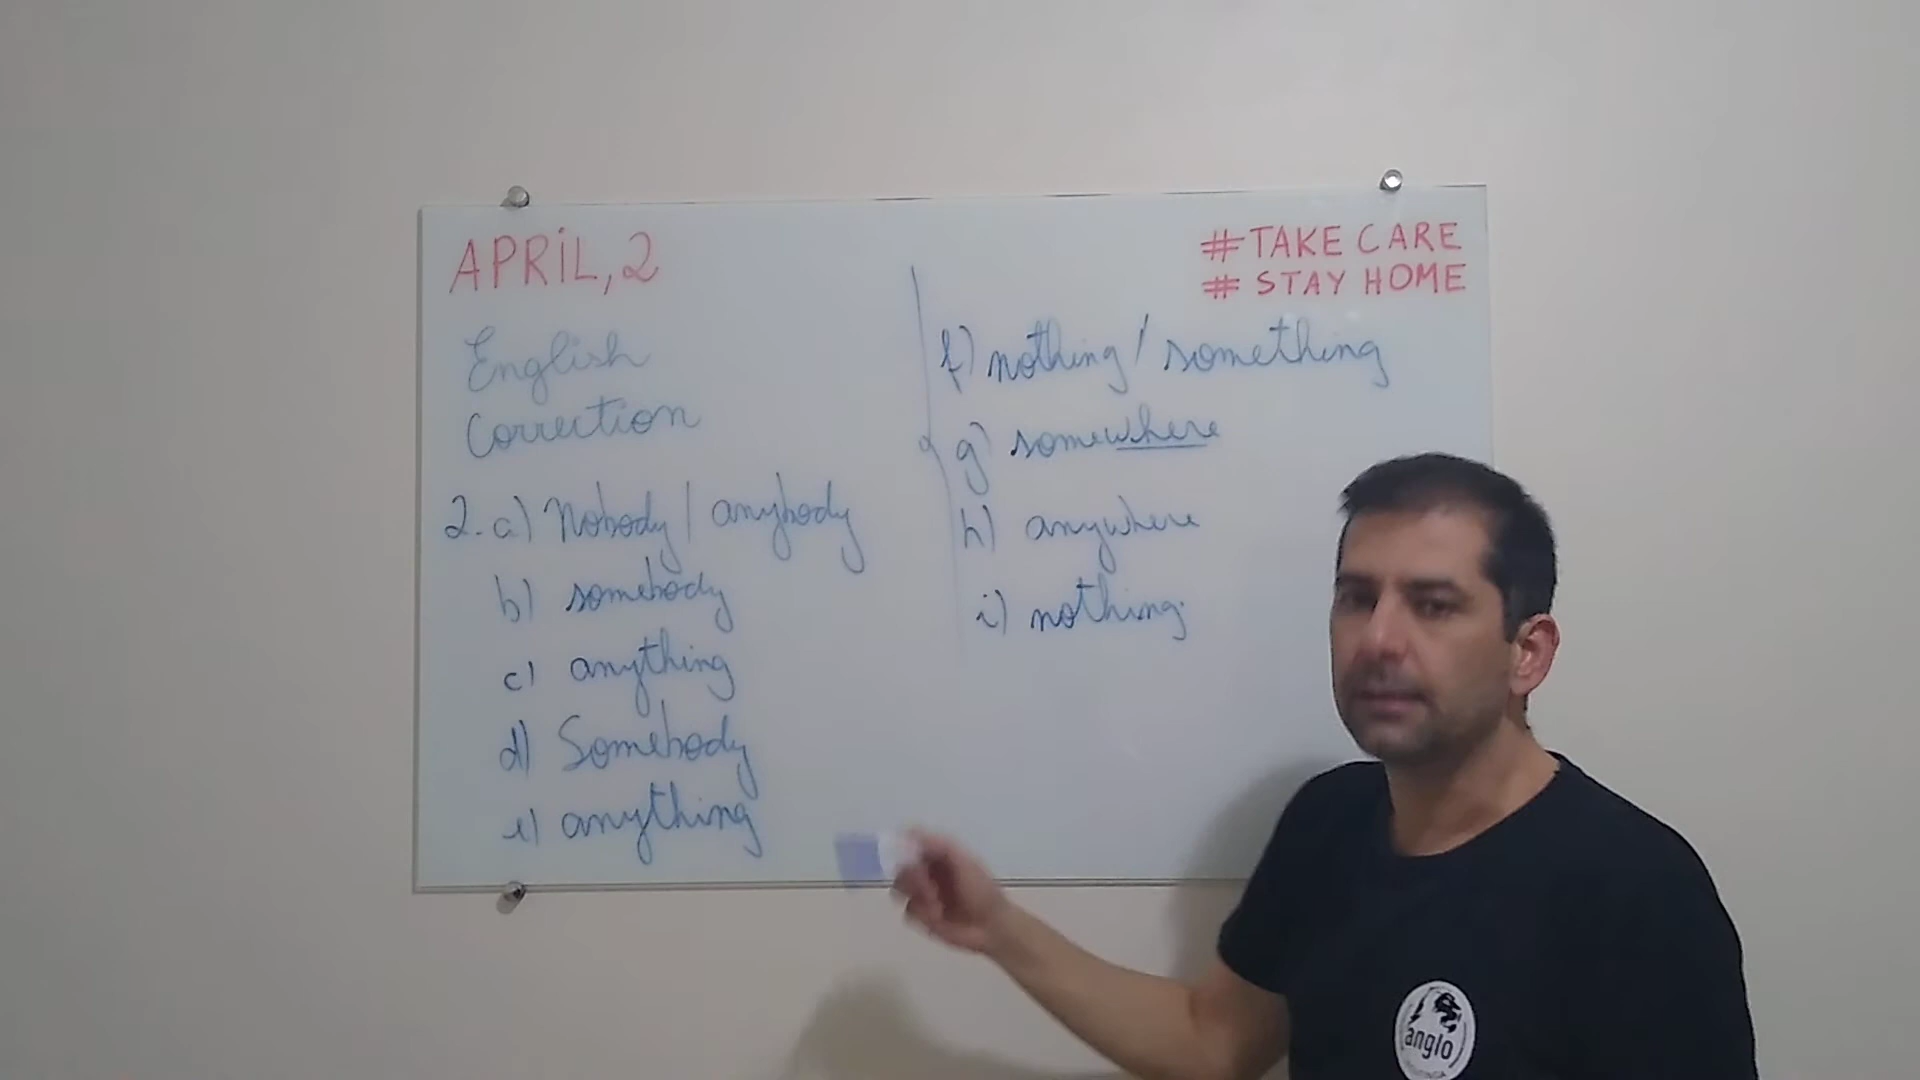 APRIL, 2
# TAKE CARE
# STAY HOME
English
Correction
2. a) Nobody / anybody
b) somebody
c) anything
d) Somebody
e) anything
f) nothing / something
g) somewhere
h) anywhere
i) nothing.
anglo